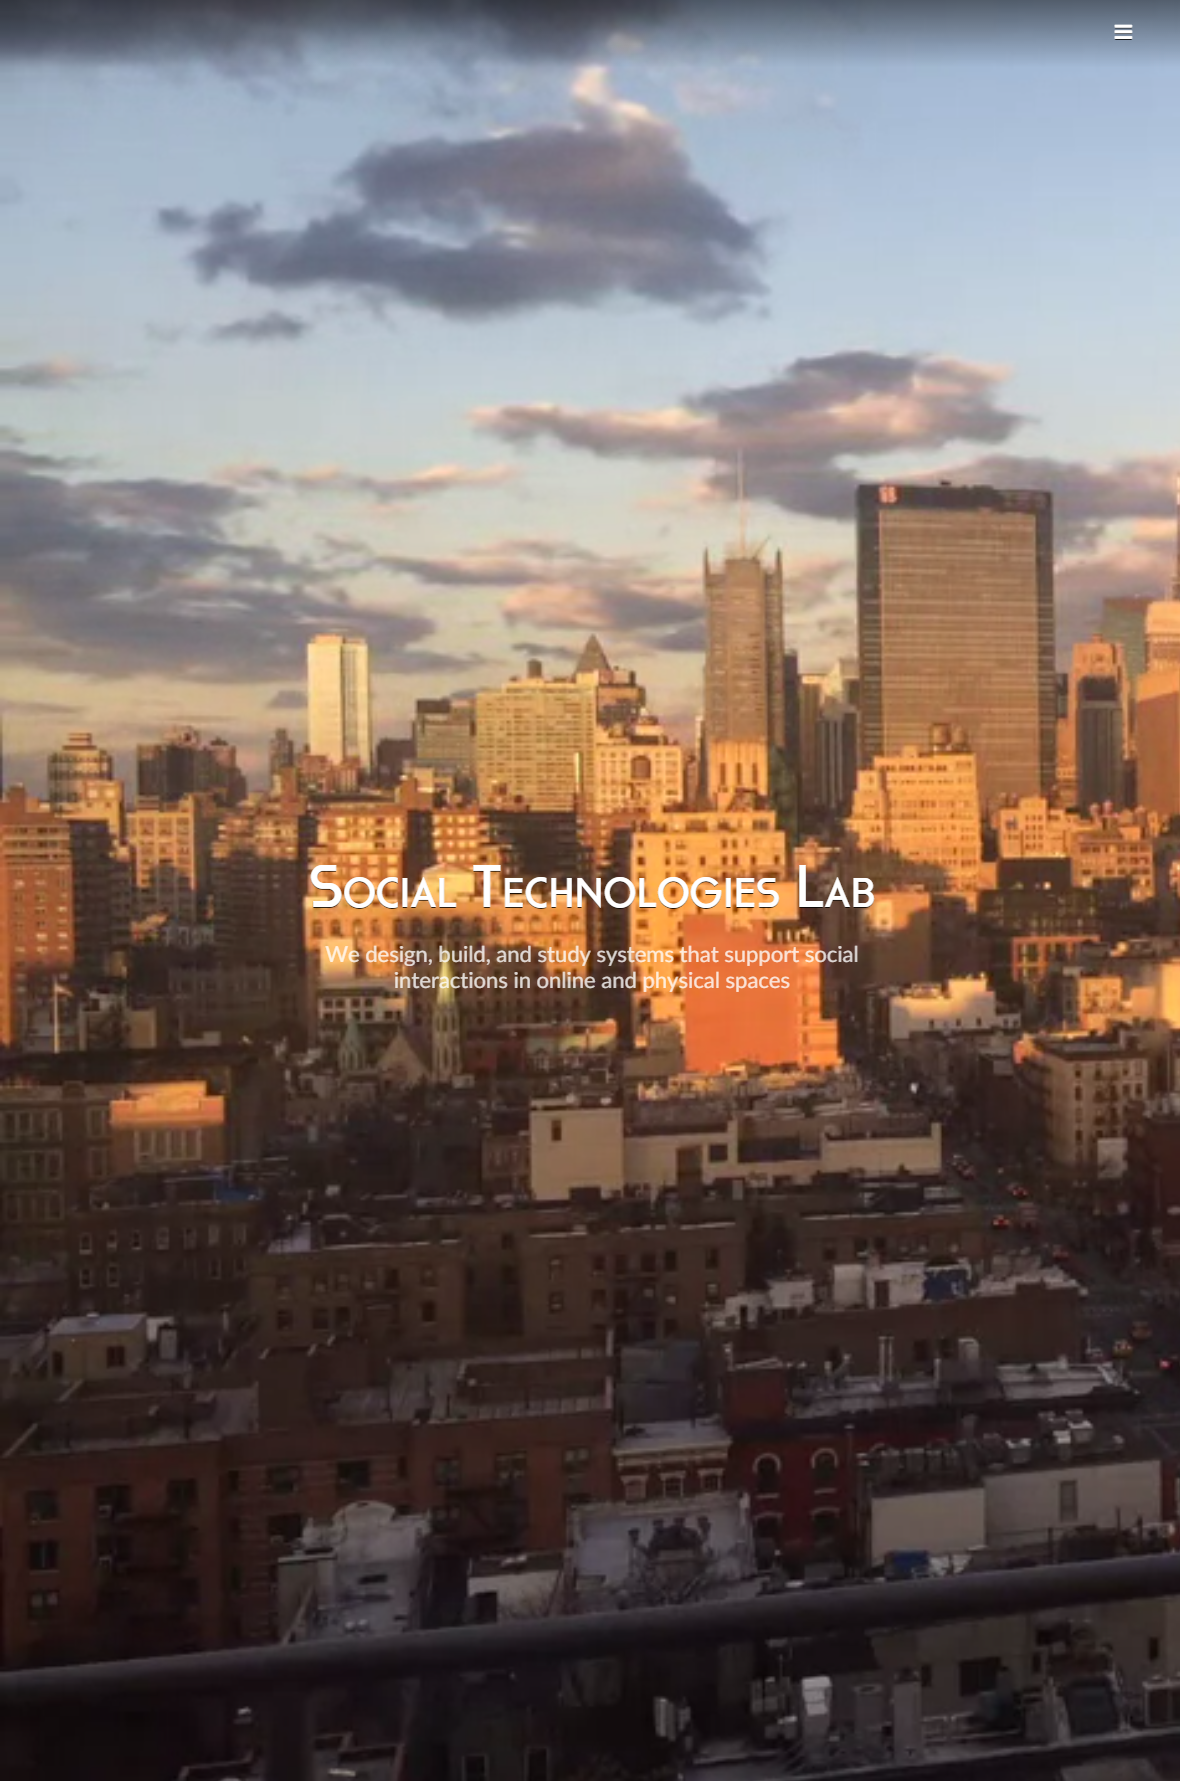 Social Technologies Lab
We design, build, and study systems that support social
interactions in online and physical spaces